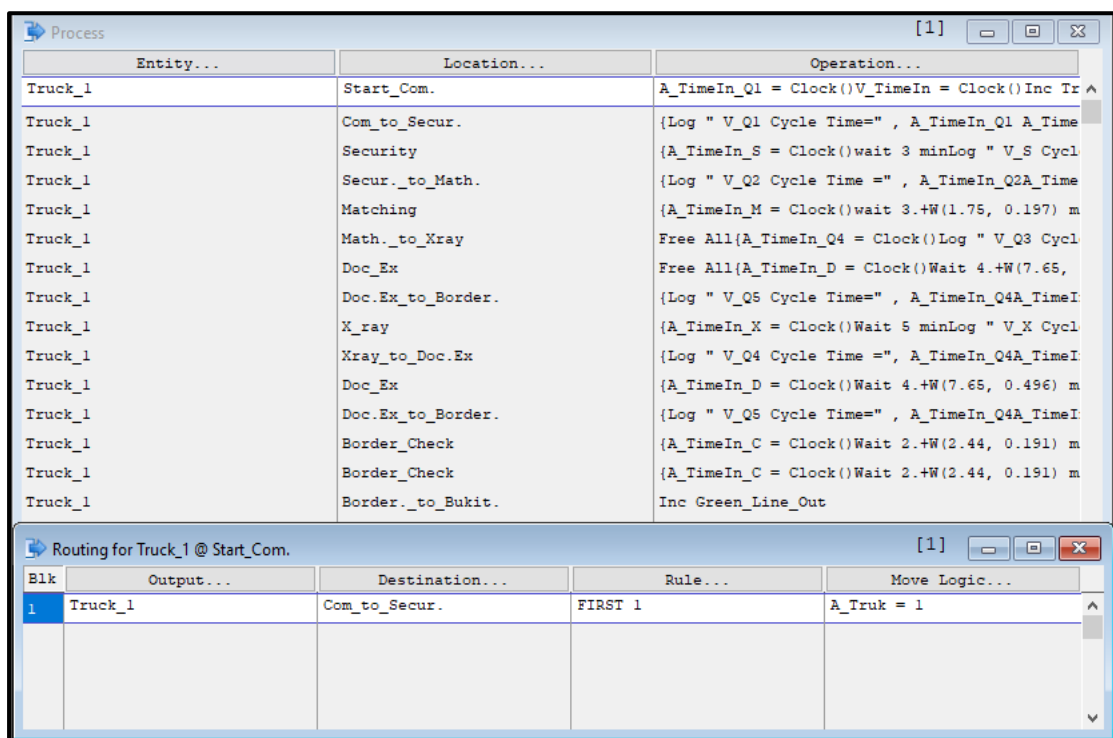 Process [1]
Entity... Location... Operation...
Truck_1 Start_Com. A_TimeIn_Q1 = Clock()V_TimeIn = Clock()Inc Tr
Truck_1 Com_to_Secur. {Log " V_Q1 Cycle Time=" , A_TimeIn_Q1 A_Time
Truck_1 Security {A_TimeIn_S = Clock()wait 3 minLog " V_S Cycl
Truck_1 Secur._to_Math. {Log " V_Q2 Cycle Time =" , A_TimeIn_Q2A_Time
Truck_1 Matching {A_TimeIn_M = Clock()wait 3.+W(1.75, 0.197) m
Truck_1 Math._to_Xray Free All{A_TimeIn_Q4 = Clock()Log " V_Q3 Cycl
Truck_1 Doc_Ex Free All{A_TimeIn_D = Clock()Wait 4.+W(7.65,
Truck_1 Doc.Ex_to_Border. {Log " V_Q5 Cycle Time=" , A_TimeIn_Q4A_TimeI
Truck_1 X_ray {A_TimeIn_X = Clock()Wait 5 minLog " V_X Cycl
Truck_1 Xray_to_Doc.Ex {Log " V_Q4 Cycle Time =", A_TimeIn_Q4A_TimeI
Truck_1 Doc_Ex {A_TimeIn_D = Clock()Wait 4.+W(7.65, 0.496) m
Truck_1 Doc.Ex_to_Border. {Log " V_Q5 Cycle Time=" , A_TimeIn_Q4A_TimeI
Truck_1 Border_Check {A_TimeIn_C = Clock()Wait 2.+W(2.44, 0.191) m
Truck_1 Border_Check {A_TimeIn_C = Clock()Wait 2.+W(2.44, 0.191) m
Truck_1 Border._to_Bukit. Inc Green_Line_Out
Routing for Truck_1 @ Start_Com. [1]
Blk Output... Destination... Rule... Move Logic...
1 Truck_1 Com_to_Secur. FIRST 1 A_Truk = 1